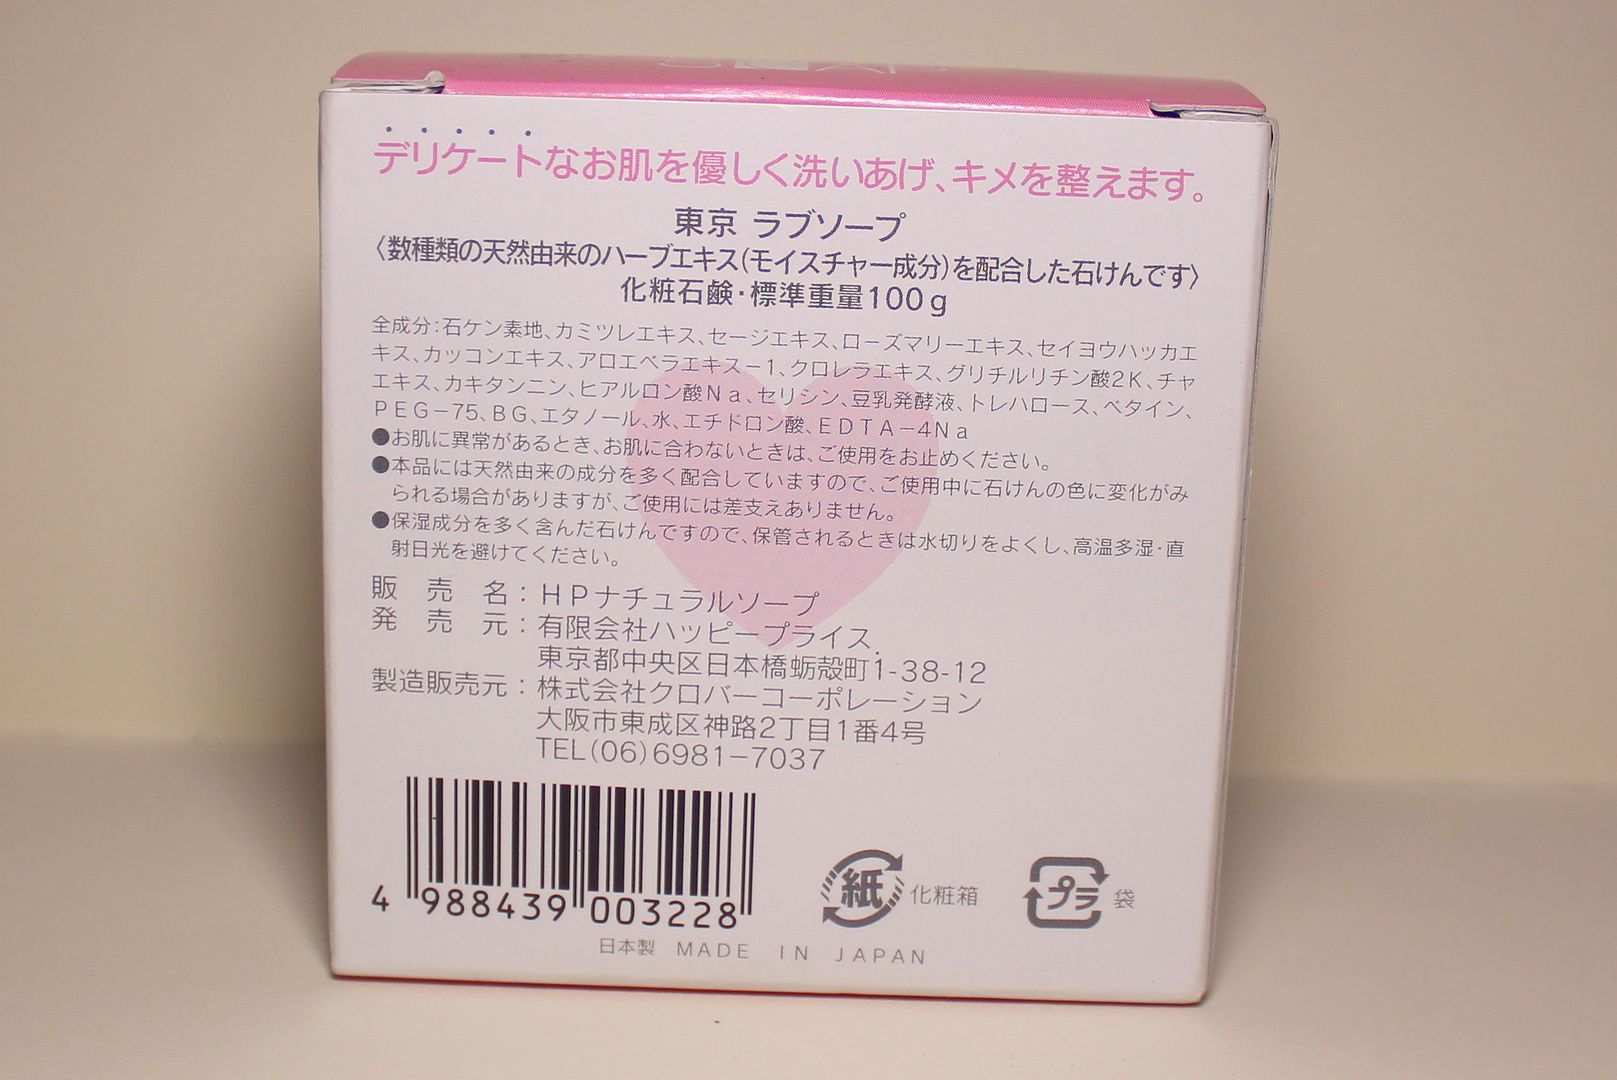 デリケートなお肌を優しく洗いあげ、キメを整えます。
東京 ラブソープ
〈数種類の天然由来のハーブエキス(モイスチャー成分)を配合した石けんです〉
化粧石鹸・標準重量100g
全成分:石ケン素地、カミツレエキス、セージエキス、ローズマリーエキス、セイヨウハッカエ
キス、カッコンエキス、アロエベラエキス-1、クロレラエキス、グリチルリチン酸2K、チャ
エキス、カキタンニン、ヒアルロン酸Na、セリシン、豆乳発酵液、トレハロース、ベタイン、
PEG-75、BG、エタノール、水、エチドロン酸、EDTA-4Na
●お肌に異常があるとき、お肌に合わないときは、ご使用をお止めください。
●本品には天然由来の成分を多く配合していますので、ご使用中に石けんの色に変化がみ
られる場合がありますが、ご使用には差支えありません。
●保湿成分を多く含んだ石けんですので、保管されるときは水切りをよくし、高温多湿・直
射日光を避けてください。
販売名:HPナチュラルソープ
発売元:有限会社ハッピープライス
東京都中央区日本橋蛎殻町1-38-12
製造販売元:株式会社クロバーコーポレーション
大阪市東成区神路2丁目1番4号
TEL(06)6981-7037
4 988439 003228
紙 化粧箱
プラ 袋
日本製 MADE IN JAPAN